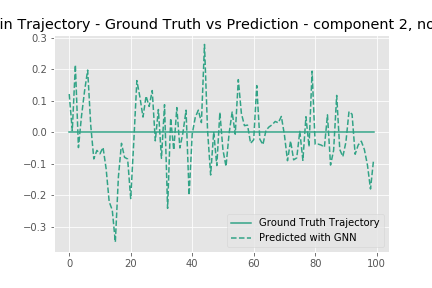 in Trajectory - Ground Truth vs Prediction - component 2, no
0.3
0.2
0.1
0.0
−0.1
−0.2
−0.3
Ground Truth Trajectory
Predicted with GNN
0 20 40 60 80 100